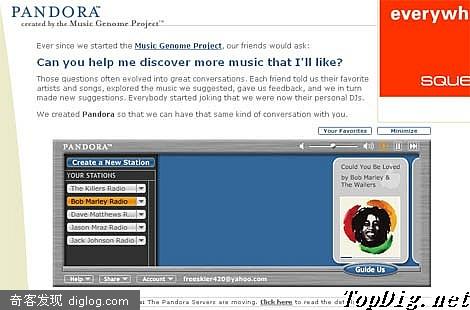 PANDORA™
created by the Music Genome Project™
everywh
SQUE
Ever since we started the Music Genome Project, our friends would ask:
Can you help me discover more music that I'll like?
Those questions often evolved into great conversations. Each friend told us their favorite
artists and songs, explored the music we suggested, gave us feedback, and we in turn
made new suggestions. Everybody started joking that we were now their personal DJs.
We created Pandora so that we can have that same kind of conversation with you.
Your Favorites
Minimize
PANDORA™
Create a New Station
YOUR STATIONS
The Killers Radio
Bob Marley Radio
Dave Matthews R...
Jason Mraz Radio
Jack Johnson Radio
Could You Be Loved
by Bob Marley &
The Wailers
Guide Us
Help
Share
Account
freeskier420@yahoo.com
奇客发现 diglog.com
: The Pandora Servers are moving. Click here to read the det
Topbig.net